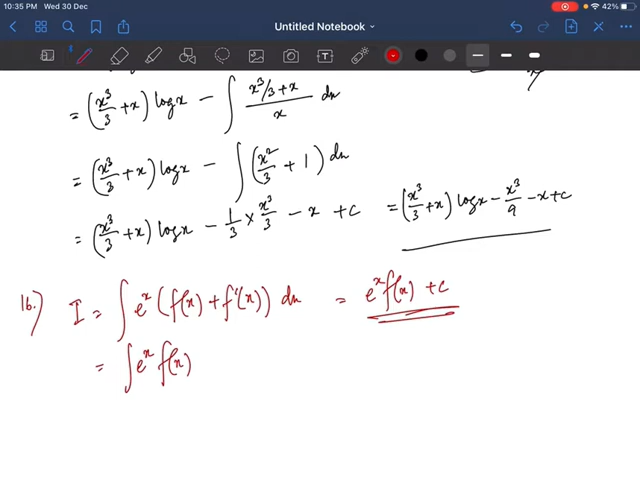 10:35 PM Wed 30 Dec
42%
Untitled Notebook
= (x³/3 + x) log x − ∫ (x³/3 + x)/x dx
= (x³/3 + x) log x − ∫ (x²/3 + 1) dx
= (x³/3 + x) log x − 1/3 × x³/3 − x + c = (x³/3 + x) log x − x³/9 − x + c
16.) I = ∫ eˣ (f(x) + f'(x)) dx = eˣ f(x) + c
= ∫ eˣ f(x)